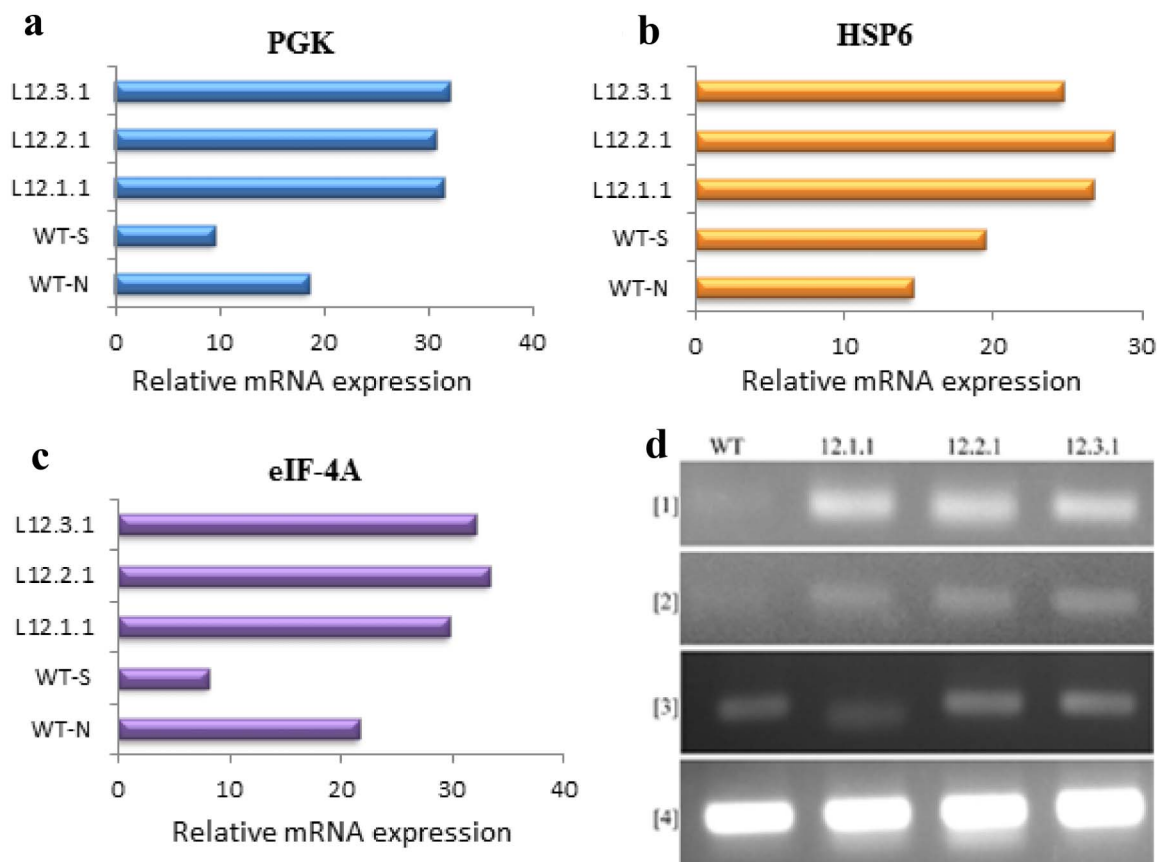 a
PGK
L12.3.1
L12.2.1
L12.1.1
WT-S
WT-N
0 10 20 30 40
Relative mRNA expression
b
HSP6
L12.3.1
L12.2.1
L12.1.1
WT-S
WT-N
0 10 20 30
Relative mRNA expression
c
eIF-4A
L12.3.1
L12.2.1
L12.1.1
WT-S
WT-N
0 10 20 30 40
Relative mRNA expression
d
WT 12.1.1 12.2.1 12.3.1
[1]
[2]
[3]
[4]